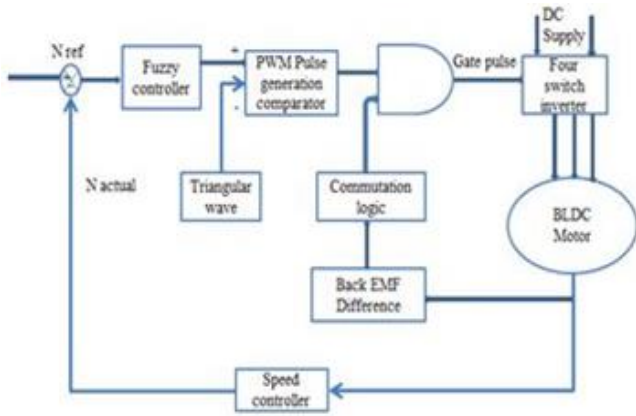 DC
Supply
N ref
Fuzzy
controller
+
-
PWM Pulse
generation
comparator
Gate pulse
Four
switch
inverter
N actual
Triangular
wave
Commutation
logic
BLDC
Motor
Back EMF
Difference
Speed
controller